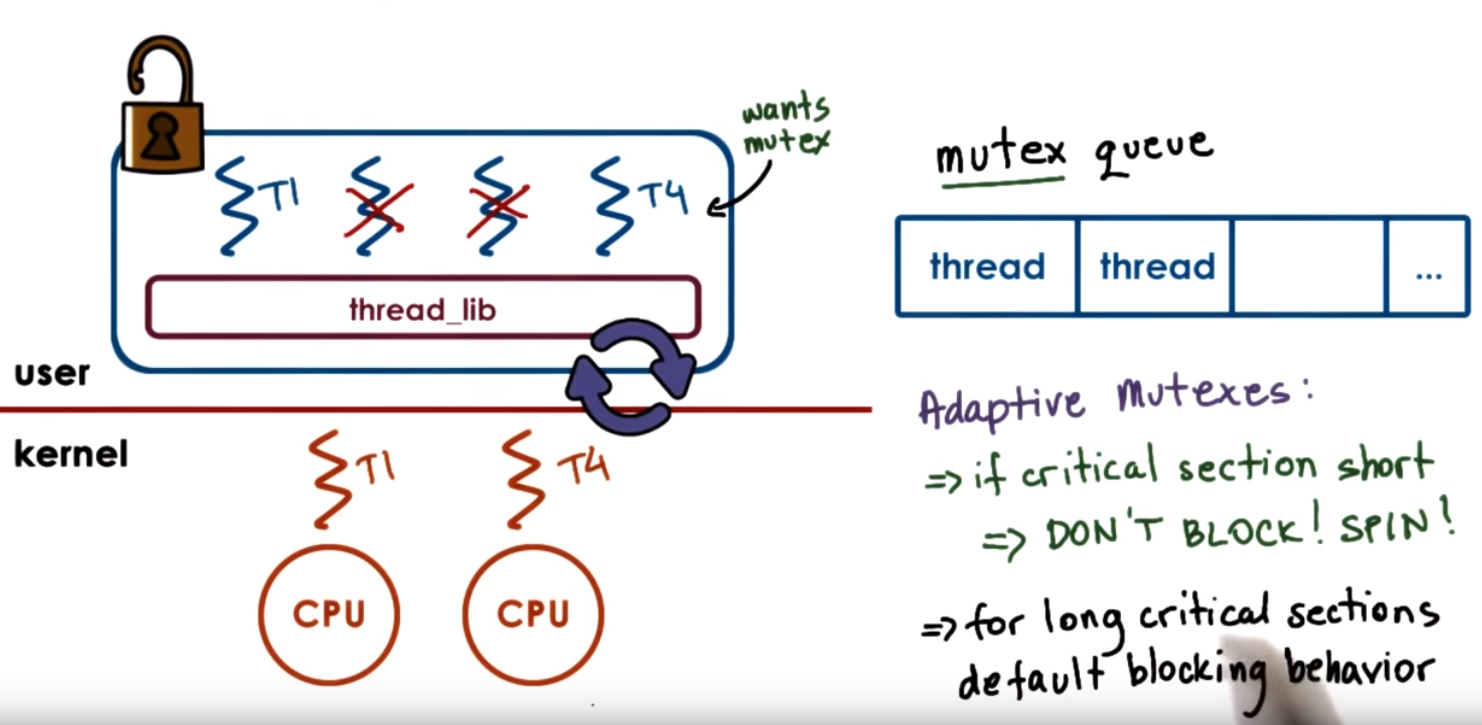 wants
mutex
T1
T4
thread_lib
user
kernel
T1
T4
CPU
CPU
mutex queue
thread
thread
...
Adaptive Mutexes:
=> if critical section short
=> DON'T BLOCK! SPIN!
=> for long critical sections
default blocking behavior